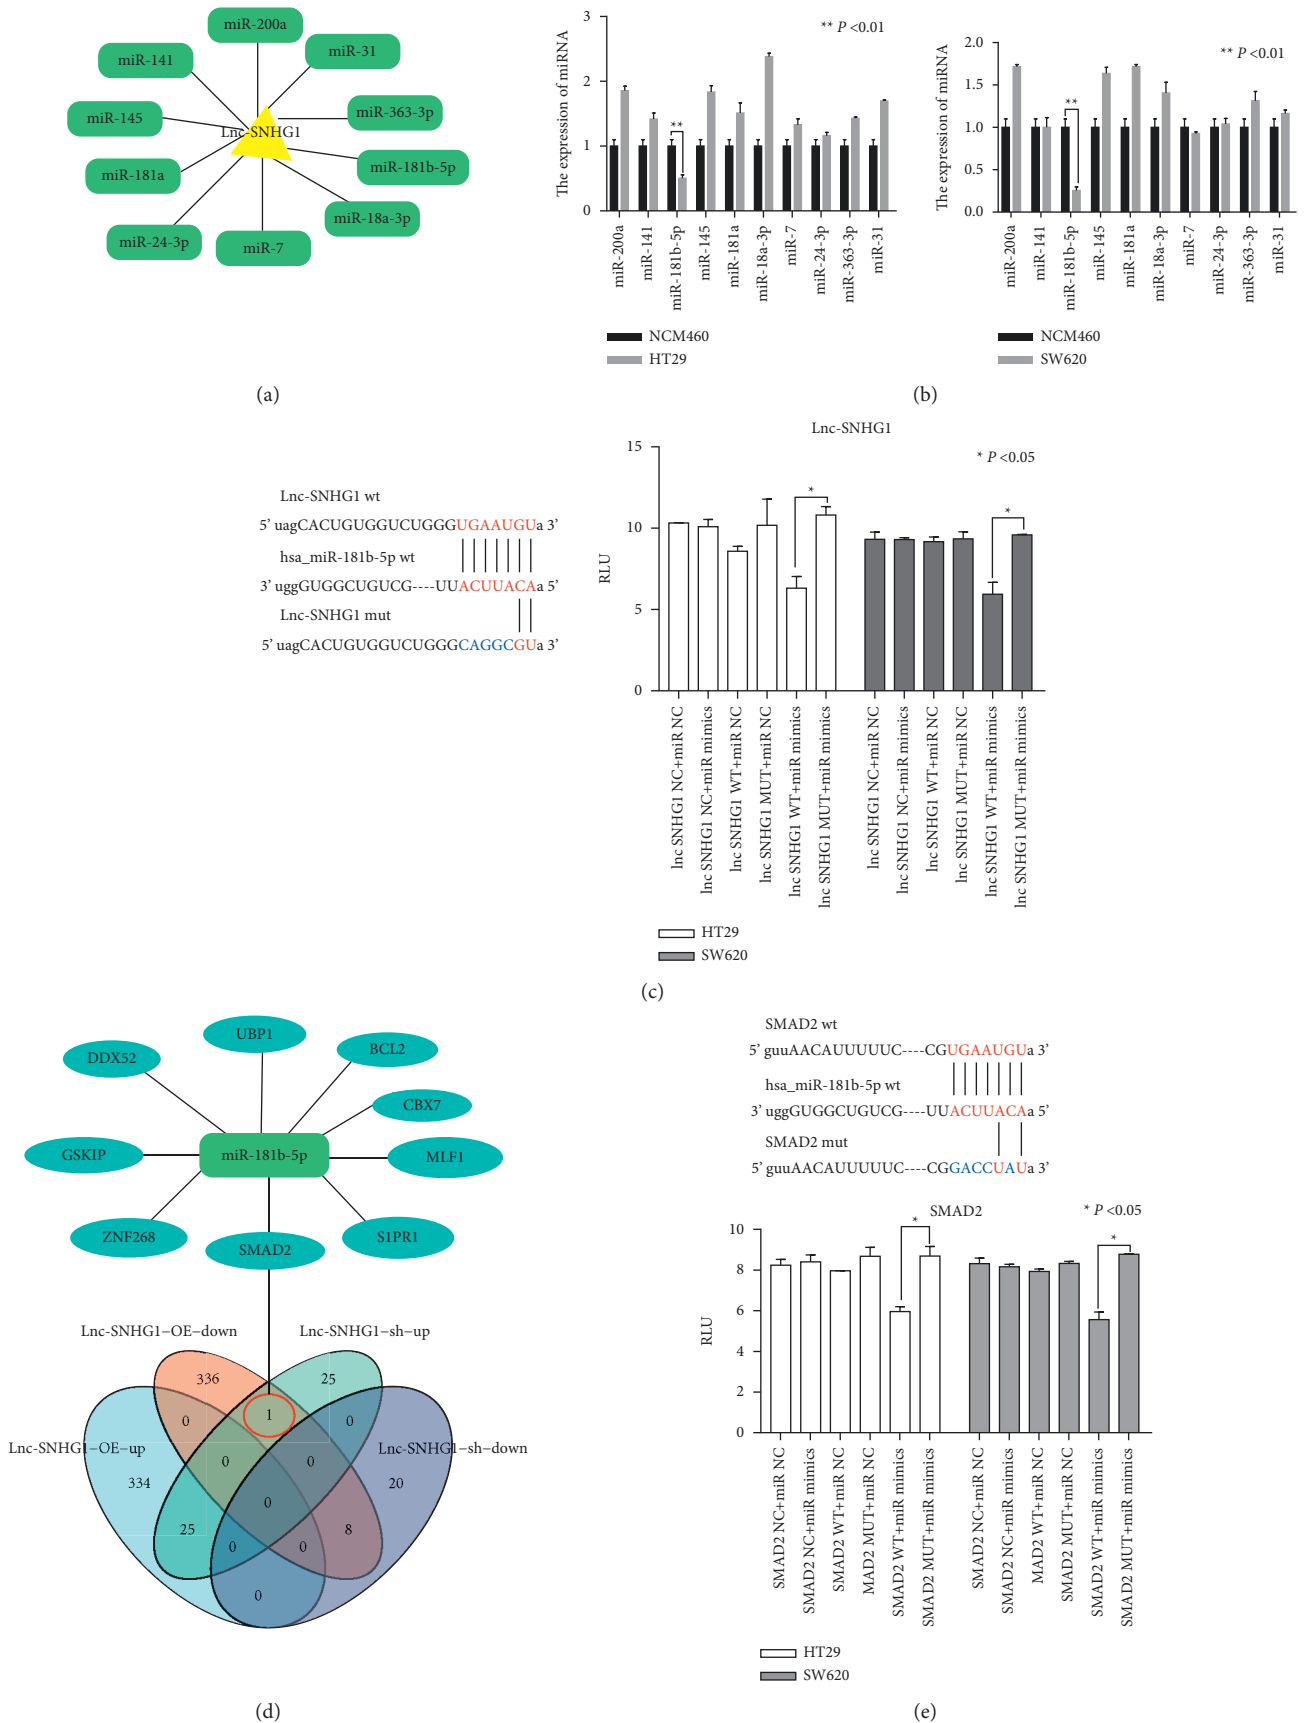 miR-200a
miR-31
miR-141
miR-363-3p
miR-145
Lnc-SNHG1
miR-181b-5p
miR-181a
miR-18a-3p
miR-24-3p
miR-7
(a)
The expression of miRNA
3
2
1
0
** P <0.01
**
miR-200a
miR-141
miR-181b-5p
miR-145
miR-181a
miR-18a-3p
miR-7
miR-24-3p
miR-363-3p
miR-31
NCM460
HT29
The expression of miRNA
2.0
1.5
1.0
0.5
0.0
** P <0.01
**
miR-200a
miR-141
miR-181b-5p
miR-145
miR-181a
miR-18a-3p
miR-7
miR-24-3p
miR-363-3p
miR-31
NCM460
SW620
(b)
Lnc-SNHG1 wt
5’ uagCACUGUGGUCUGGGUGAAUGUa 3’
hsa_miR-181b-5p wt
3’ uggGUGGCUGUCG----UUACUUACAa 5’
Lnc-SNHG1 mut
5’ uagCACUGUGGUCUGGGCAGGCGUa 3’
Lnc-SNHG1
* P <0.05
RLU
15
10
5
0
*
*
lnc SNHG1 NC+miR NC
lnc SNHG1 NC+miR mimics
lnc SNHG1 WT+miR NC
lnc SNHG1 MUT+miR NC
lnc SNHG1 WT+miR mimics
lnc SNHG1 MUT+miR mimics
lnc SNHG1 NC+miR NC
lnc SNHG1 NC+miR mimics
lnc SNHG1 WT+miR NC
lnc SNHG1 MUT+miR NC
lnc SNHG1 WT+miR mimics
lnc SNHG1 MUT+miR mimics
HT29
SW620
(c)
UBP1
DDX52
BCL2
CBX7
GSKIP
miR-181b-5p
MLF1
ZNF268
SMAD2
S1PR1
Lnc-SNHG1−OE−down
Lnc-SNHG1−sh−up
336
25
0
1
0
Lnc-SNHG1−OE−up
Lnc-SNHG1−sh−down
0
0
334
20
0
25
8
0
0
0
(d)
SMAD2 wt
5’ guuAACAUUUUUC----CGUGAAUGUa 3’
hsa_miR-181b-5p wt
3’ uggGUGGCUGUCG----UUACUUACAa 5’
SMAD2 mut
5’ guuAACAUUUUUC----CGGACCUAUa 3’
SMAD2
* P <0.05
RLU
10
8
6
4
2
0
*
*
SMAD2 NC+miR NC
SMAD2 NC+miR mimics
SMAD2 WT+miR NC
MAD2 MUT+miR NC
SMAD2 WT+miR mimics
SMAD2 MUT+miR mimics
SMAD2 NC+miR NC
SMAD2 NC+miR mimics
MAD2 WT+miR NC
SMAD2 MUT+miR NC
SMAD2 WT+miR mimics
SMAD2 MUT+miR mimics
HT29
SW620
(e)